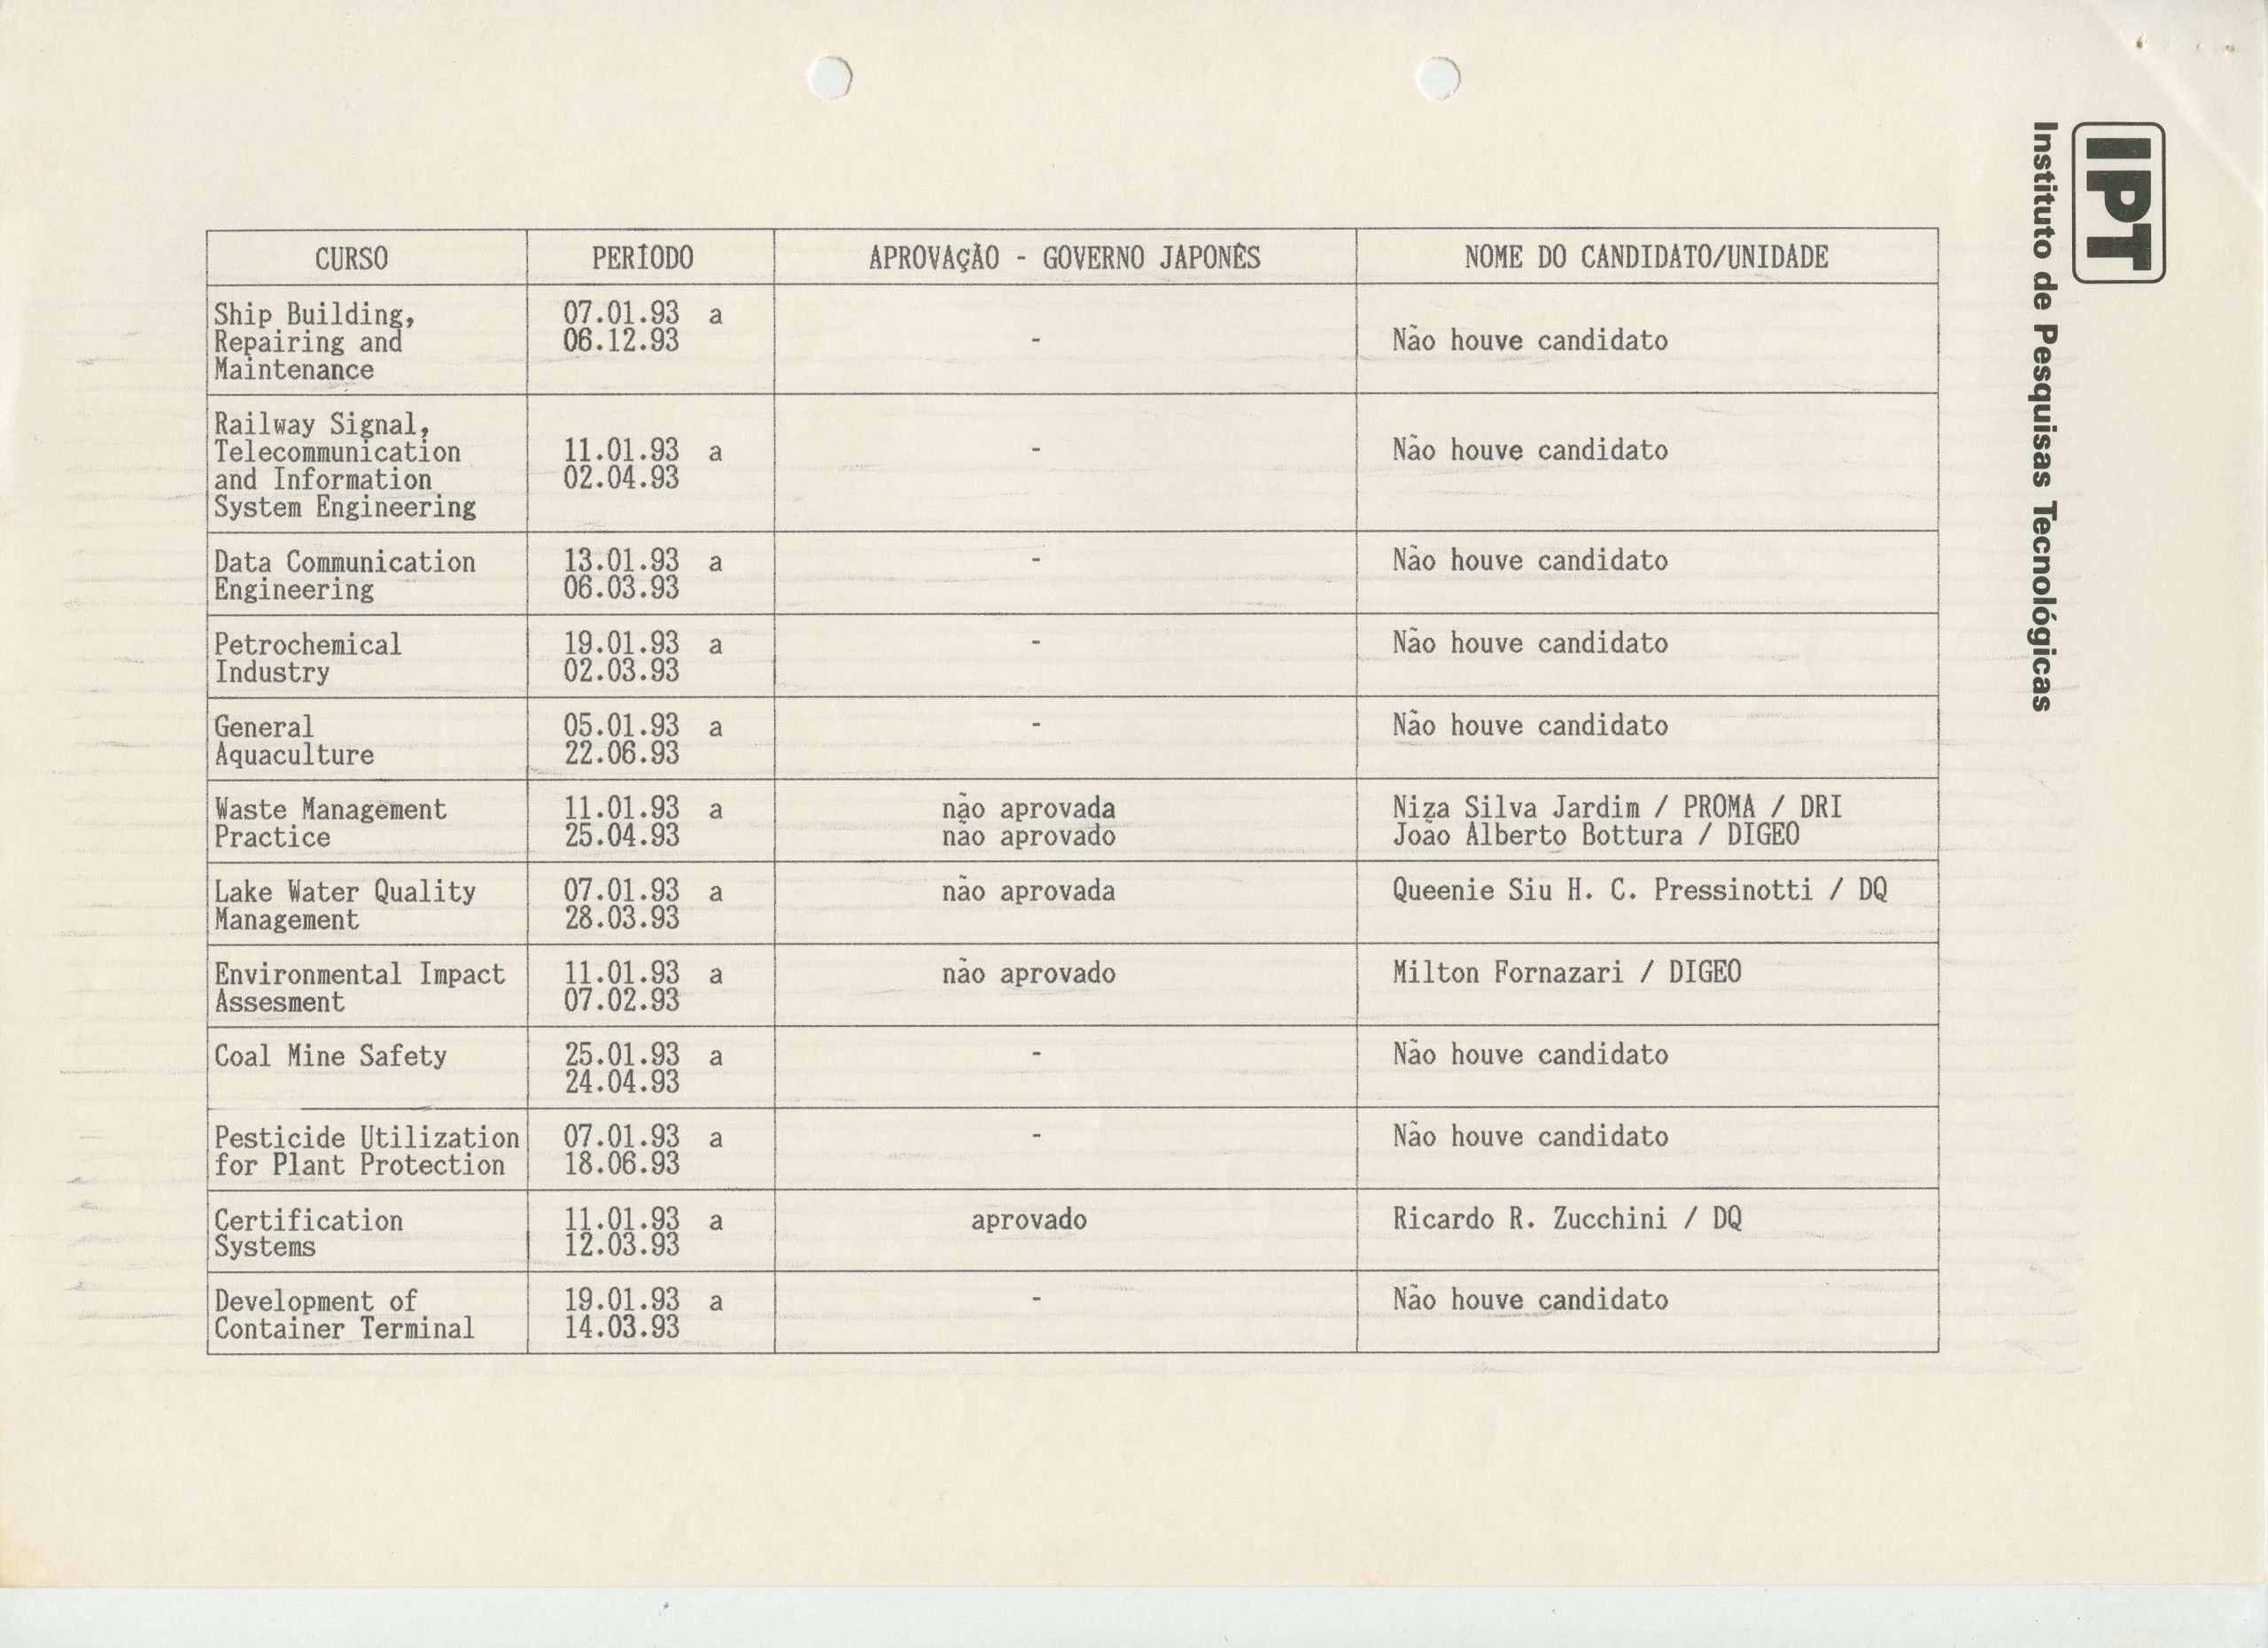 IPT
Instituto de Pesquisas Tecnológicas
CURSO PERÍODO APROVAÇÃO - GOVERNO JAPONÊS NOME DO CANDIDATO/UNIDADE
Ship Building, 07.01.93 a
Repairing and 06.12.93 - Não houve candidato
Maintenance
Railway Signal,
Telecommunication 11.01.93 a - Não houve candidato
and Information 02.04.93
System Engineering
Data Communication 13.01.93 a - Não houve candidato
Engineering 06.03.93
Petrochemical 19.01.93 a - Não houve candidato
Industry 02.03.93
General 05.01.93 a - Não houve candidato
Aquaculture 22.06.93
Waste Management 11.01.93 a não aprovada Niza Silva Jardim / PROMA / DRI
Practice 25.04.93 não aprovado João Alberto Bottura / DIGEO
Lake Water Quality 07.01.93 a não aprovada Queenie Siu H. C. Pressinotti / DQ
Management 28.03.93
Environmental Impact 11.01.93 a não aprovado Milton Fornazari / DIGEO
Assesment 07.02.93
Coal Mine Safety 25.01.93 a - Não houve candidato
24.04.93
Pesticide Utilization 07.01.93 a - Não houve candidato
for Plant Protection 18.06.93
Certification 11.01.93 a aprovado Ricardo R. Zucchini / DQ
Systems 12.03.93
Development of 19.01.93 a - Não houve candidato
Container Terminal 14.03.93